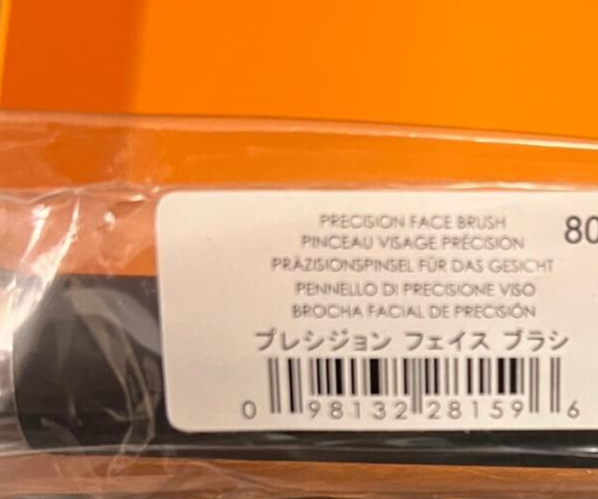 PRECISION FACE BRUSH
80
PINCEAU VISAGE PRÉCISION
PRÄZISIONSPINSEL FÜR DAS GESICHT
PENNELLO DI PRECISIONE VISO
BROCHA FACIAL DE PRECISIÓN
プレシジョン フェイス ブラシ
0 98132 28159 6